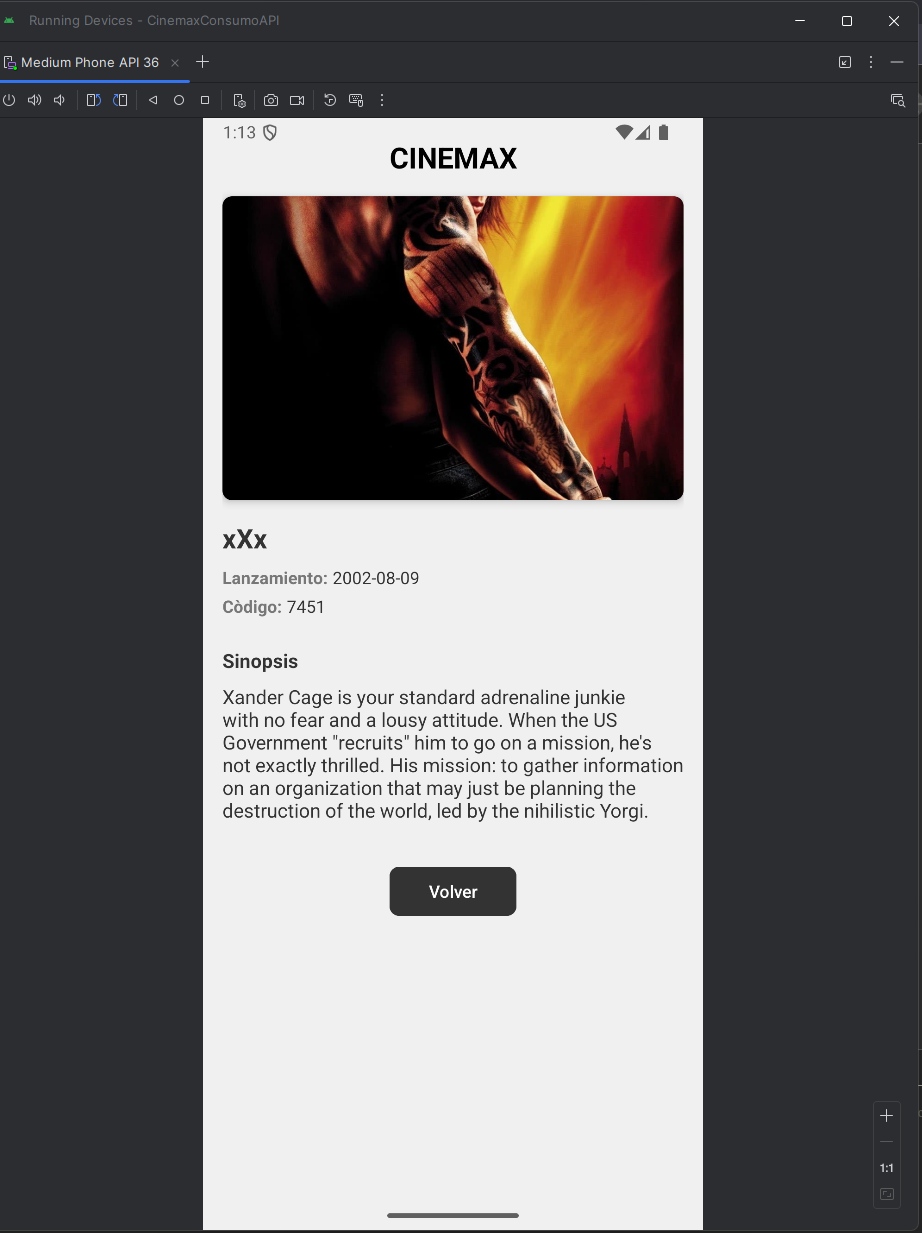 Running Devices - CinemaxConsumoAPI
Medium Phone API 36
1:13
CINEMAX
xXx
Lanzamiento: 2002-08-09
Còdigo: 7451
Sinopsis
Xander Cage is your standard adrenaline junkie
with no fear and a lousy attitude. When the US
Government "recruits" him to go on a mission, he's
not exactly thrilled. His mission: to gather information
on an organization that may just be planning the
destruction of the world, led by the nihilistic Yorgi.
Volver
1:1